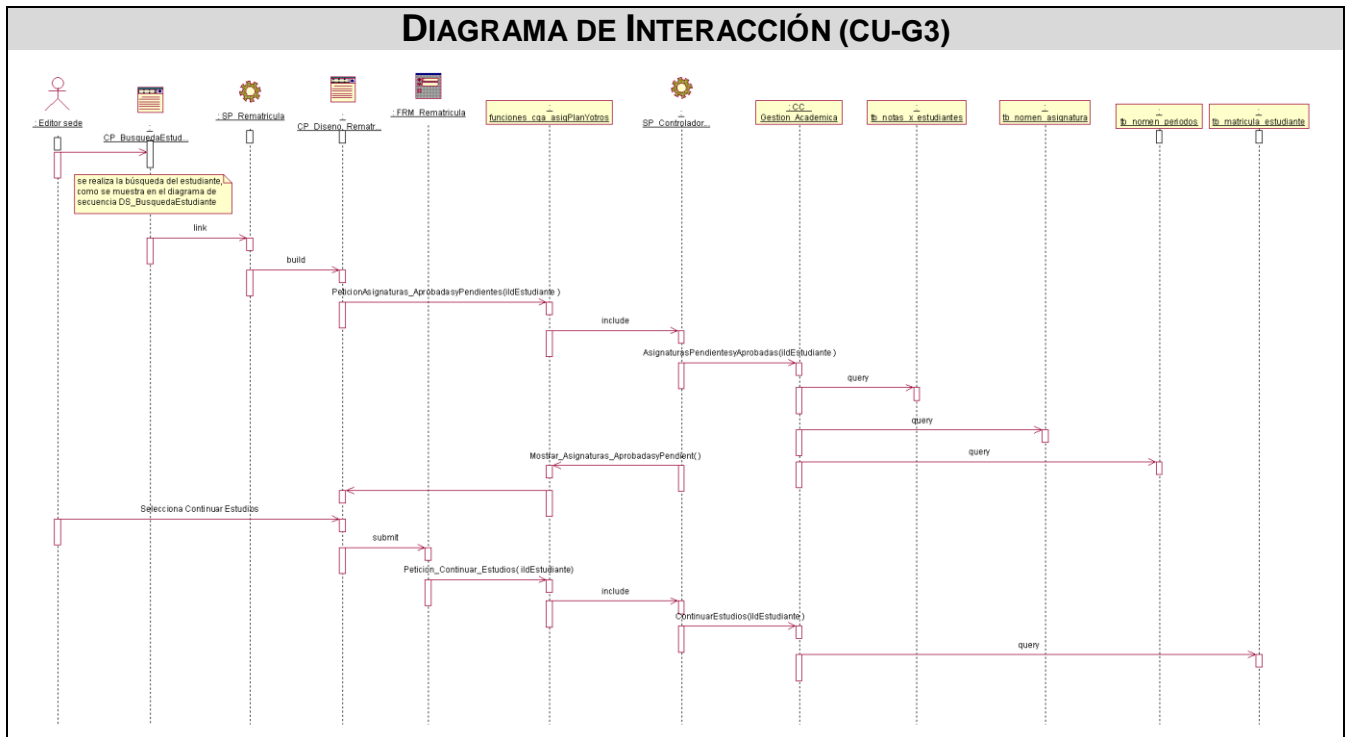 DIAGRAMA DE INTERACCIÓN (CU-G3)
: Editor sede
:
CP_BusquedaEstud...
: SP_Rematricula
:
CP_Diseno_Rematr...
: FRM_Rematricula
:
funciones_cga_asigPlanYotros
:
SP_Controlador...
: CC_
Gestion_Academica
:
tb_notas_x_estudiantes
:
tb_nomen_asignatura
:
tb_nomen_periodos
:
tb_matricula_estudiante
se realiza la búsqueda del estudiante,
como se muestra en el diagrama de
secuencia DS_BusquedaEstudiante
link
build
PeticionAsignaturas_AprobadasyPendientes(iIdEstudiante )
include
AsignaturasPendientesyAprobadas(iIdEstudiante )
query
query
Mostrar_Asignaturas_AprobadasyPendient()
query
Selecciona Continuar Estudios
submit
Peticion_Continuar_Estudios( iIdEstudiante)
include
ContinuarEstudios(iIdEstudiante )
query